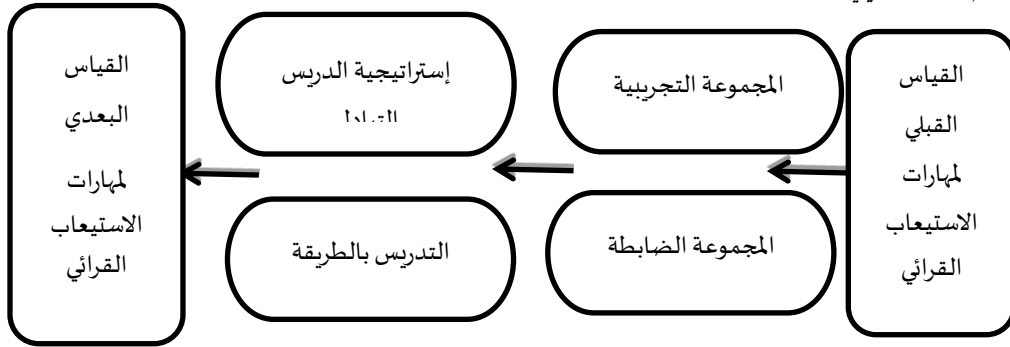 القياس
القبلي
لمهارات
الاستيعاب
القرائي
المجموعة التجريبية
المجموعة الضابطة
إستراتيجية الدريس
التدريس بالطريقة
القياس
البعدي
لمهارات
الاستيعاب
القرائي